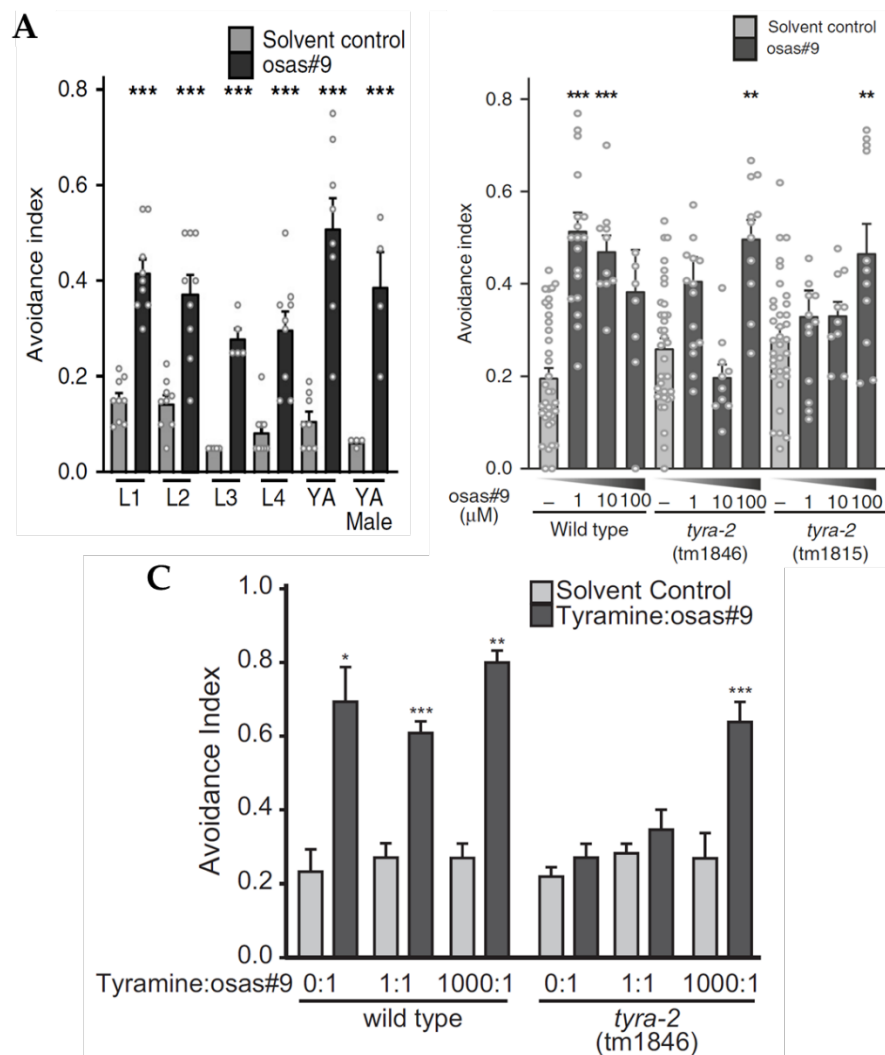 A
Solvent control
osas#9
*** *** *** *** *** ***
Avoidance index
0.8
0.6
0.4
0.2
0.0
L1 L2 L3 L4 YA YA
Male
Solvent control
osas#9
*** *** ** **
Avoidance index
0.8
0.6
0.4
0.2
0
osas#9
(μM)
– 1 10 100 – 1 10 100 – 1 10 100
Wild type tyra-2 tyra-2
(tm1846) (tm1815)
C
Solvent Control
Tyramine:osas#9
* *** ** ***
Avoidance Index
1.0
0.8
0.6
0.4
0.2
0.0
Tyramine:osas#9 0:1 1:1 1000:1 0:1 1:1 1000:1
wild type tyra-2
(tm1846)